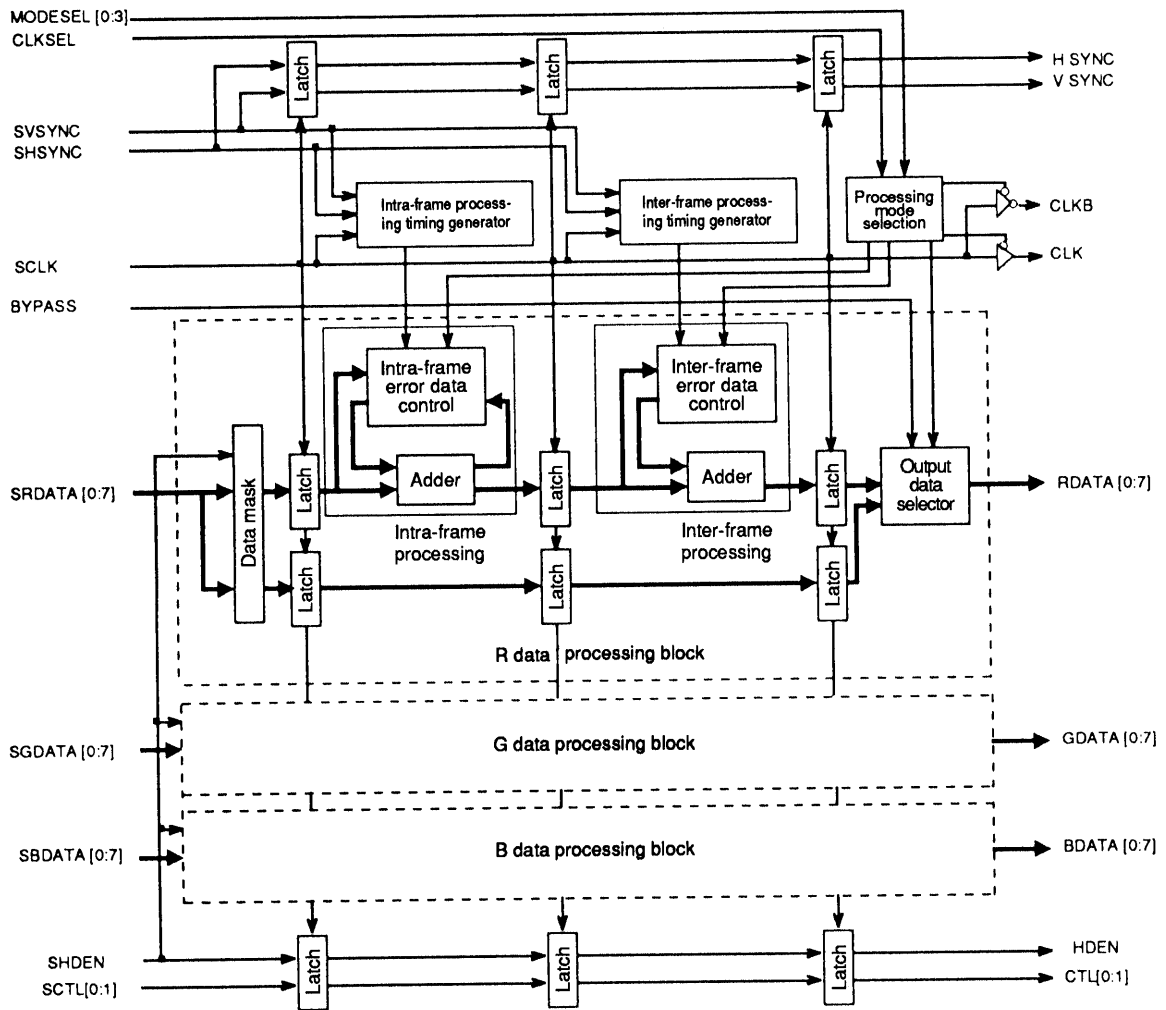 MODESEL [0:3]
CLKSEL
Latch
Latch
Latch
H SYNC
V SYNC
SVSYNC
SHSYNC
Intra-frame process-
ing timing generator
Inter-frame process-
ing timing generator
Processing
mode
selection
CLKB
SCLK
CLK
BYPASS
Intra-frame
error data
control
Inter-frame
error data
control
SRDATA [0:7]
Data mask
Latch
Adder
Latch
Adder
Latch
Output
data
selector
RDATA [0:7]
Intra-frame
processing
Inter-frame
processing
Latch
Latch
Latch
R data processing block
SGDATA [0:7]
G data processing block
GDATA [0:7]
SBDATA [0:7]
B data processing block
BDATA [0:7]
SHDEN
SCTL[0:1]
Latch
Latch
Latch
HDEN
CTL[0:1]